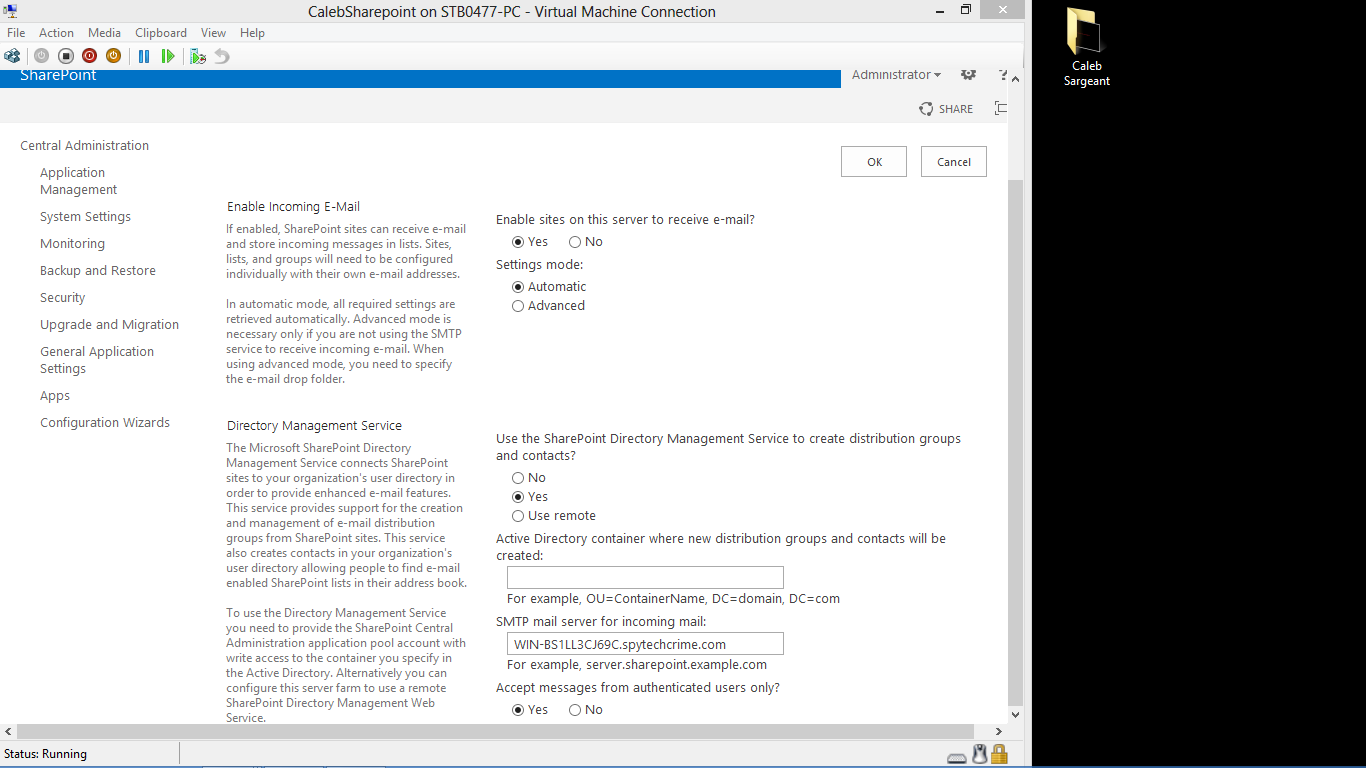 CalebSharepoint on STB0477-PC - Virtual Machine Connection
File Action Media Clipboard View Help
SharePoint
Administrator
?
SHARE
Central Administration
Application
Management
System Settings
Monitoring
Backup and Restore
Security
Upgrade and Migration
General Application
Settings
Apps
Configuration Wizards
OK Cancel
Enable Incoming E-Mail
If enabled, SharePoint sites can receive e-mail
and store incoming messages in lists. Sites,
lists, and groups will need to be configured
individually with their own e-mail addresses.
In automatic mode, all required settings are
retrieved automatically. Advanced mode is
necessary only if you are not using the SMTP
service to receive incoming e-mail. When
using advanced mode, you need to specify
the e-mail drop folder.
Enable sites on this server to receive e-mail?
Yes No
Settings mode:
Automatic
Advanced
Directory Management Service
The Microsoft SharePoint Directory
Management Service connects SharePoint
sites to your organization's user directory in
order to provide enhanced e-mail features.
This service provides support for the creation
and management of e-mail distribution
groups from SharePoint sites. This service
also creates contacts in your organization's
user directory allowing people to find e-mail
enabled SharePoint lists in their address book.
To use the Directory Management Service
you need to provide the SharePoint Central
Administration application pool account with
write access to the container you specify in
the Active Directory. Alternatively you can
configure this server farm to use a remote
SharePoint Directory Management Web
Service.
Use the SharePoint Directory Management Service to create distribution groups
and contacts?
No
Yes
Use remote
Active Directory container where new distribution groups and contacts will be
created:
For example, OU=ContainerName, DC=domain, DC=com
SMTP mail server for incoming mail:
WIN-BS1LL3CJ69C.spytechcrime.com
For example, server.sharepoint.example.com
Accept messages from authenticated users only?
Yes No
Status: Running
Caleb
Sargeant